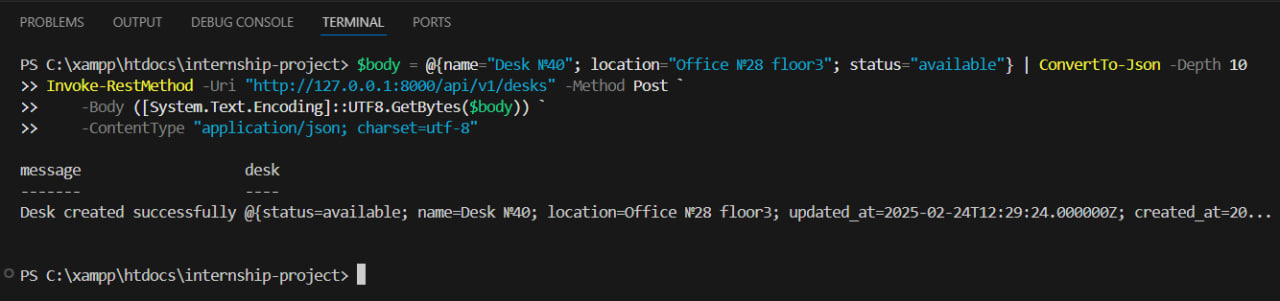 PROBLEMS OUTPUT DEBUG CONSOLE TERMINAL PORTS
PS C:\xampp\htdocs\internship-project> $body = @{name="Desk №40"; location="Office №28 floor3"; status="available"} | ConvertTo-Json -Depth 10
>> Invoke-RestMethod -Uri "http://127.0.0.1:8000/api/v1/desks" -Method Post `
>>     -Body ([System.Text.Encoding]::UTF8.GetBytes($body)) `
>>     -ContentType "application/json; charset=utf-8"
message                   desk
-------                   ----
Desk created successfully @{status=available; name=Desk №40; location=Office №28 floor3; updated_at=2025-02-24T12:29:24.000000Z; created_at=20...
PS C:\xampp\htdocs\internship-project>